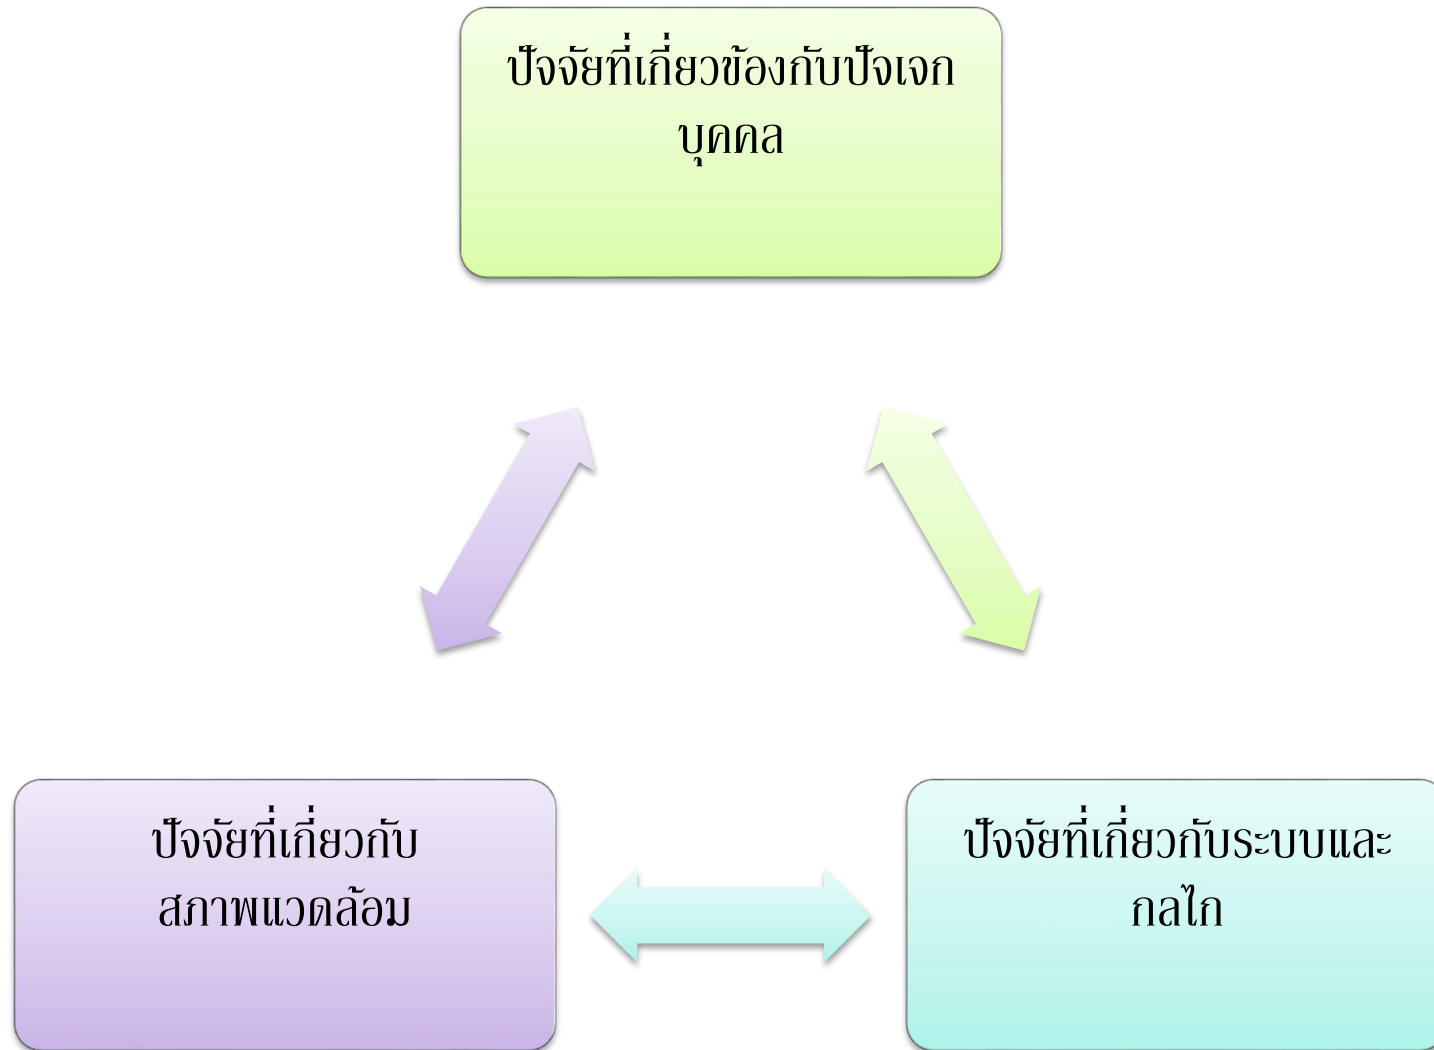 ปัจจัยที่เกี่ยวข้องกับปัจเจก
บุคคล
ปัจจัยที่เกี่ยวกับ
สภาพแวดล้อม
ปัจจัยที่เกี่ยวกับระบบและ
กลไก